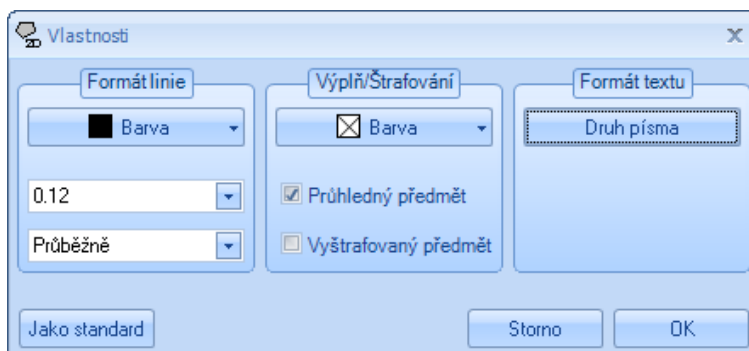 Vlastnosti
Formát linie
Výplň/Štrafování
Formát textu
Barva
Barva
Druh písma
0.12
Průhledný předmět
Průběžně
Vyštrafovaný předmět
Jako standard
Storno
OK